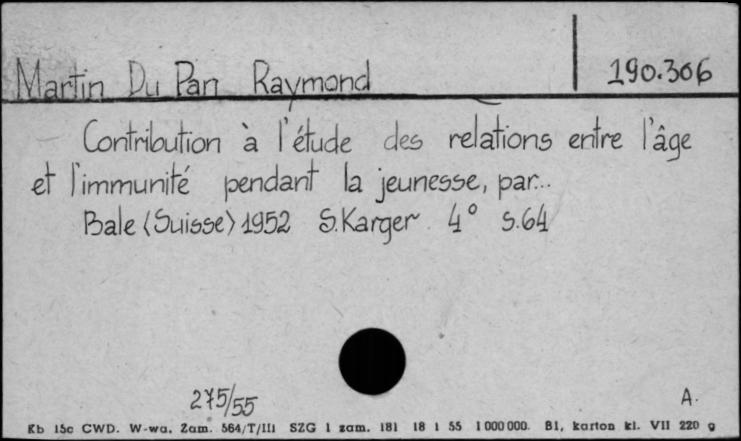 Martin Du Pan Raymond 190.306
Contribution à l'étude des relations entre l'âge
et l'immunité pendant la jeunesse, par...
Bale (Suisse) 1952 S.Karger 4° s.64
275/55
A.
Kb 15c CWD. W-wa. Zam. 564/T/III SZG 1 zam. 181 18 1 55 1 000 000. B1, karton kl. VII 220 g